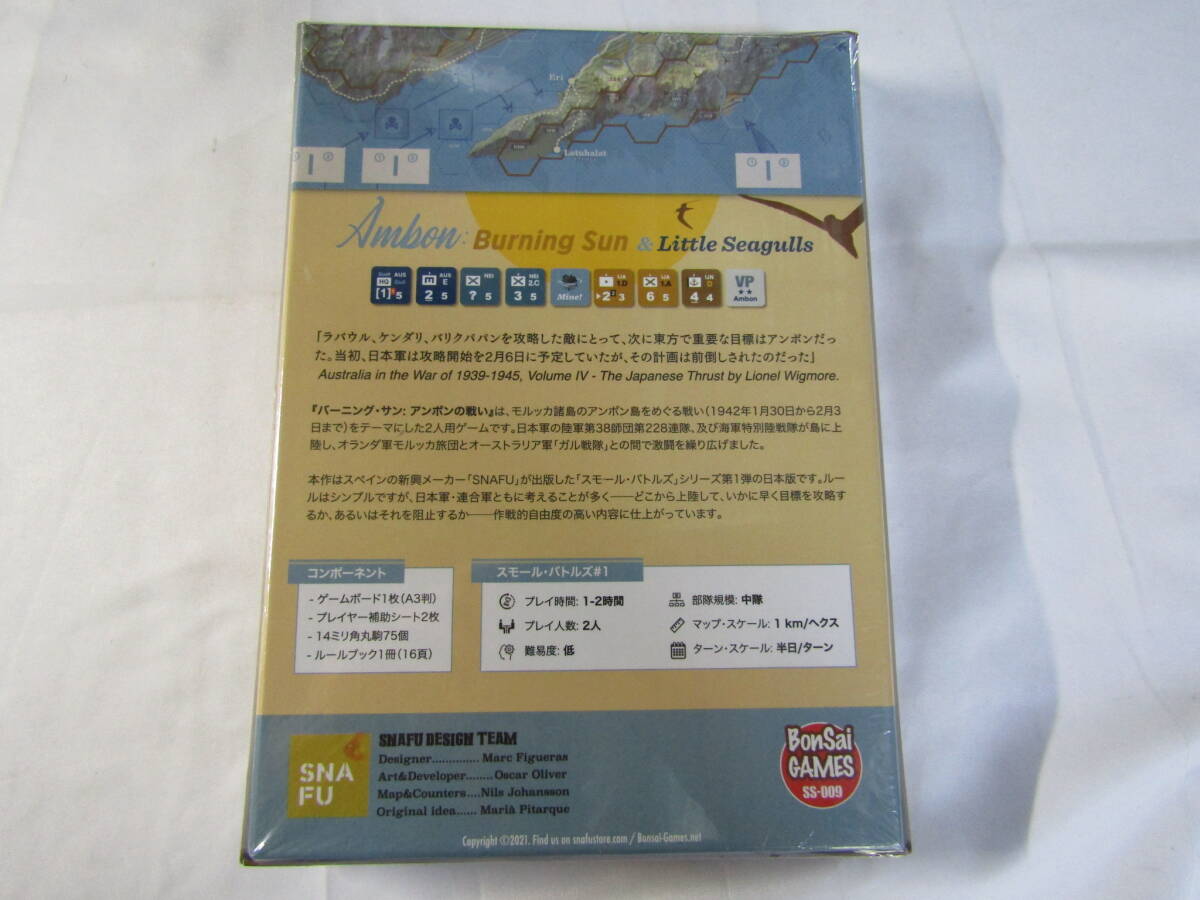 Eri
Latuhalat
Ambon: Burning Sun & Little Seagulls
AUS
HQ
[1] 5
AUS
E
2 5
NEI
? 5
NEI
2.C
3 5
Mine!
IJA
1.D
2 3
IJA
1.A
6 5
IJN
D
4 4
VP
★★
Ambon
「ラバウル、ケンダリ、バリクパパンを攻略した敵にとって、次に東方で重要な目標はアンボンだっ
た。当初、日本軍は攻略開始を2月6日に予定していたが、その計画は前倒しされたのだった」
Australia in the War of 1939-1945, Volume IV - The Japanese Thrust by Lionel Wigmore.
『バーニング・サン: アンボンの戦い』は、モルッカ諸島のアンボン島をめぐる戦い(1942年1月30日から2月3
日まで)をテーマにした2人用ゲームです。日本軍の陸軍第38師団第228連隊、及び海軍特別陸戦隊が島に上
陸し、オランダ軍モルッカ旅団とオーストラリア軍「ガル戦隊」との間で激闘を繰り広げました。
本作はスペインの新興メーカー「SNAFU」が出版した「スモール・バトルズ」シリーズ第1弾の日本版です。ルー
ルはシンプルですが、日本軍・連合軍ともに考えることが多く──どこから上陸して、いかに早く目標を攻略す
るか、あるいはそれを阻止するか──作戦的自由度の高い内容に仕上がっています。
コンポーネント
- ゲームボード1枚(A3判)
- プレイヤー補助シート2枚
- 14ミリ角丸駒75個
- ルールブック1冊(16頁)
スモール・バトルズ#1
プレイ時間: 1-2時間
プレイ人数: 2人
難易度: 低
部隊規模: 中隊
マップ・スケール: 1 km/ヘクス
ターン・スケール: 半日/ターン
SNA
FU
SNAFU DESIGN TEAM
Designer.............. Marc Figueras
Art&Developer........ Oscar Oliver
Map&Counters....Nils Johansson
Original idea...... Marià Pitarque
BonSai
GAMES
SS-009
Copyright ©2021. Find us on snafustore.com / Bonsai-Games.net